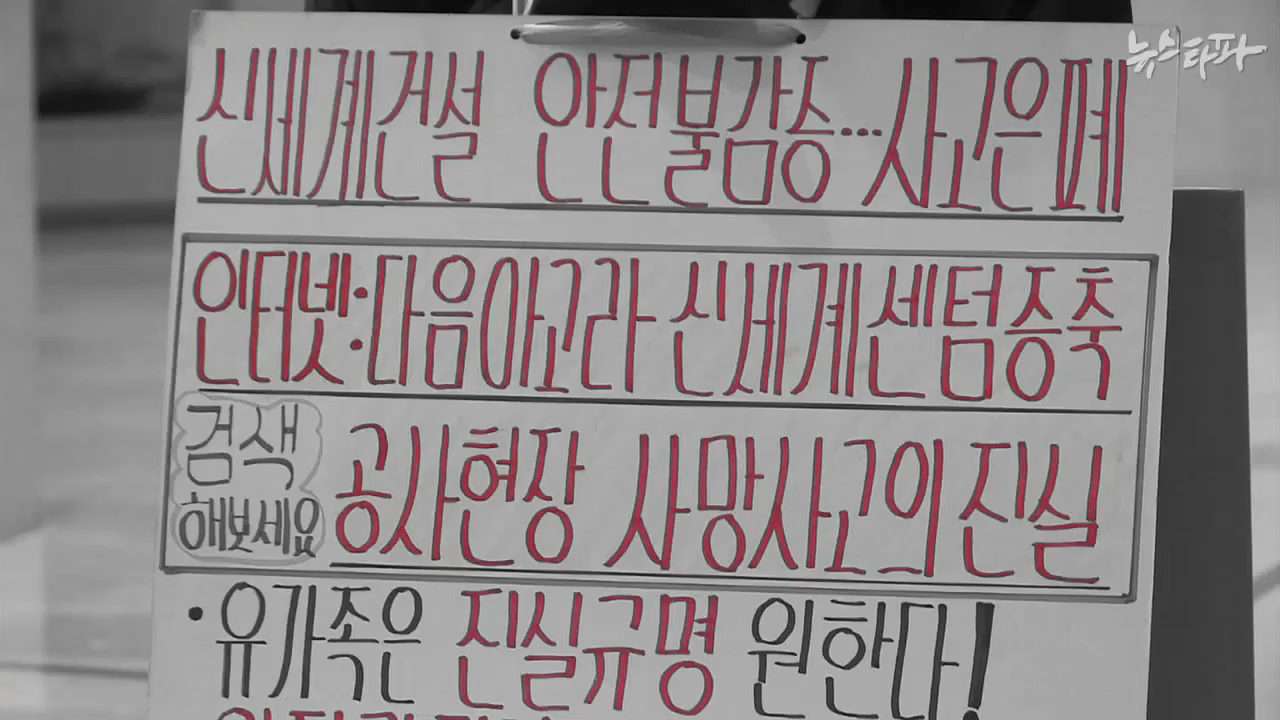 뉴스타파
신세계건설 안전불감증...사고은폐
인터넷:다음아고라 신세계센텀증축
검색해보세요
공사현장 사망사고의 진실
·유가족은 진실규명 원한다!